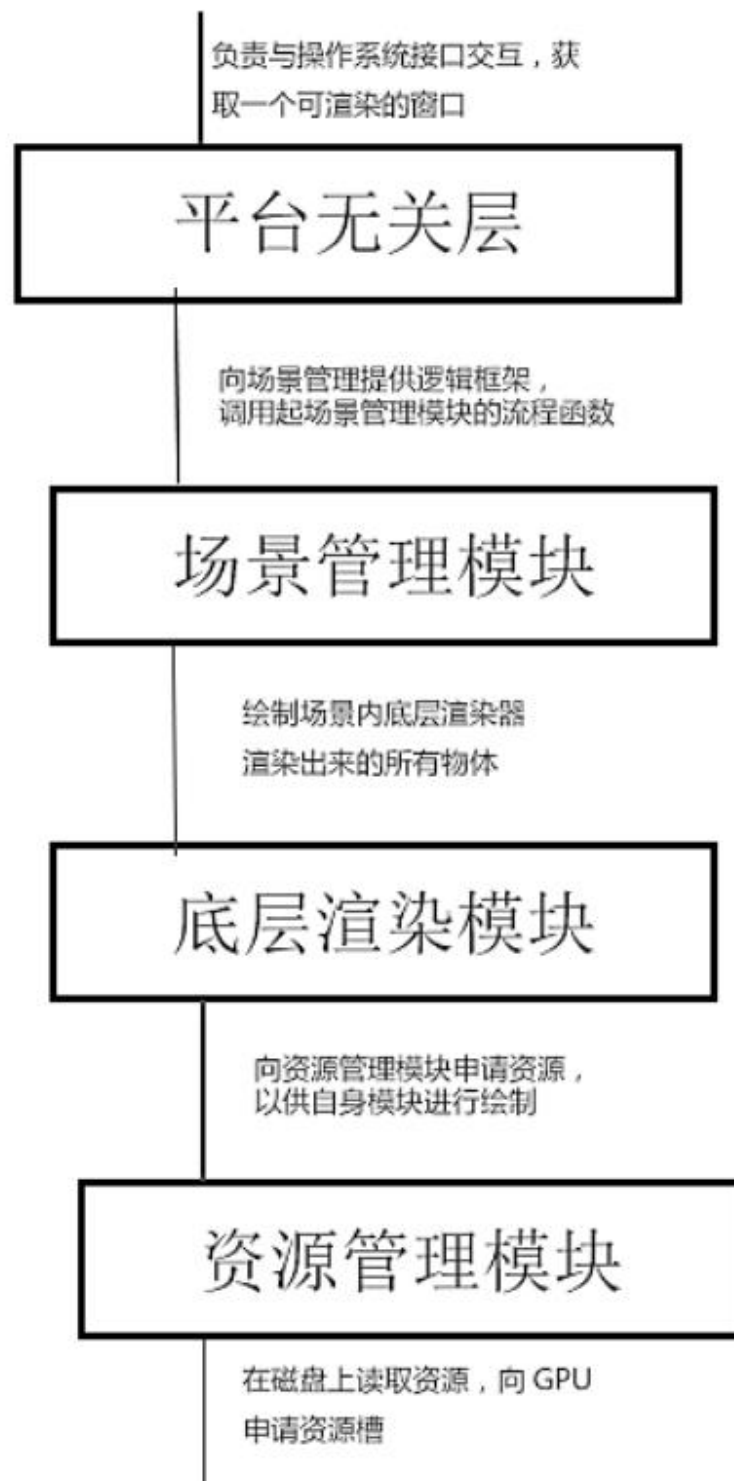 负责与操作系统接口交互，获
取一个可渲染的窗口
平台无关层
向场景管理提供逻辑框架，
调用起场景管理模块的流程函数
场景管理模块
绘制场景内底层渲染器
渲染出来的所有物体
底层渲染模块
向资源管理模块申请资源，
以供自身模块进行绘制
资源管理模块
在磁盘上读取资源，向 GPU
申请资源槽